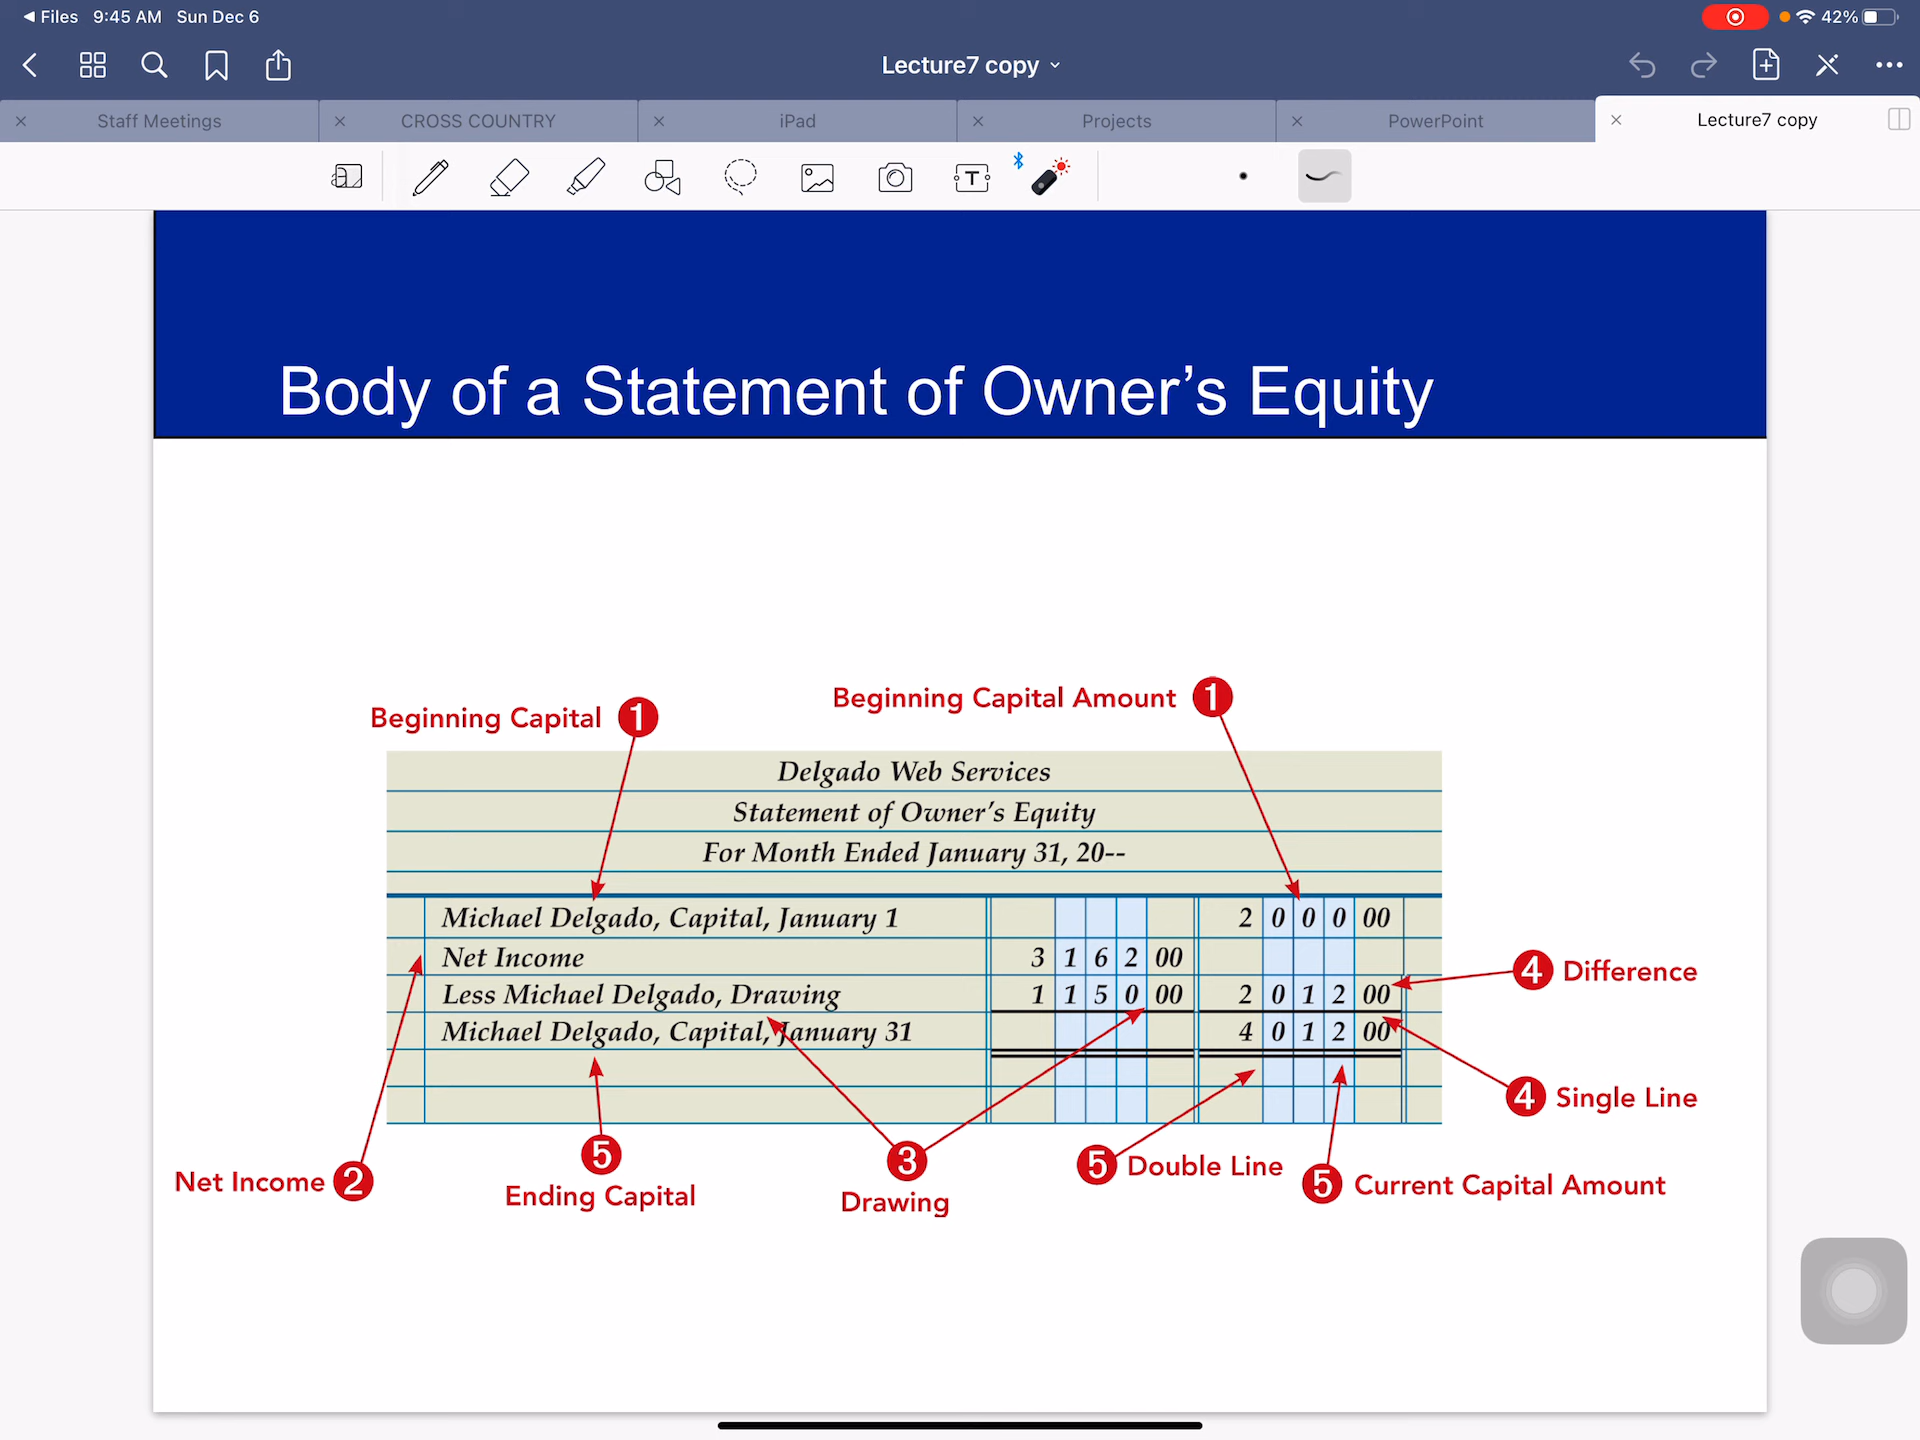 Files 9:45 AM Sun Dec 6 42%
Lecture7 copy
Staff Meetings CROSS COUNTRY iPad Projects PowerPoint Lecture7 copy
a T
Body of a Statement of Owner’s Equity
Beginning Capital 1 Beginning Capital Amount 1
Delgado Web Services
Statement of Owner’s Equity
For Month Ended January 31, 20--
Michael Delgado, Capital, January 1 2 0 0 0 00
Net Income 3 1 6 2 00
Less Michael Delgado, Drawing 1 1 5 0 00 2 0 1 2 00
Michael Delgado, Capital, January 31 4 0 1 2 00
4 Difference
4 Single Line
Net Income 2
5
Ending Capital
3
Drawing
5 Double Line
5 Current Capital Amount